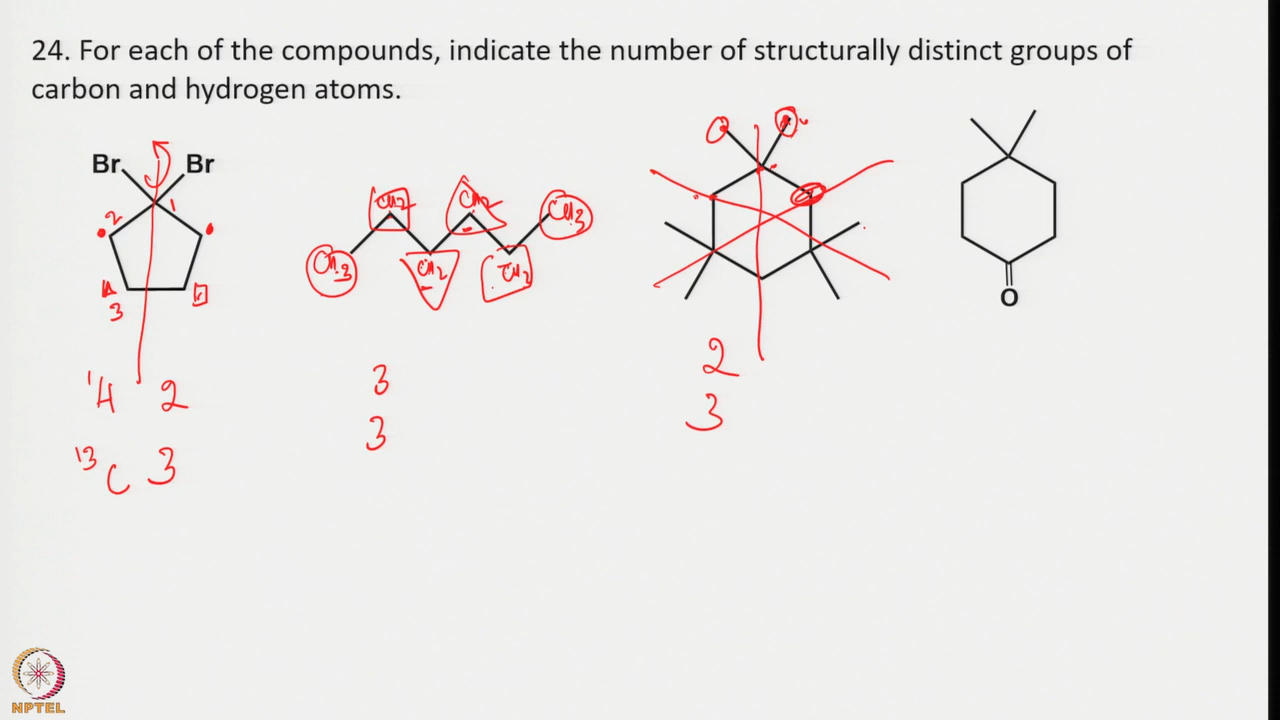 24. For each of the compounds, indicate the number of structurally distinct groups of
carbon and hydrogen atoms.
Br Br
2 1
3
CH2 CH2 CH3
CH3 CH2 CH2
O
1H 2
13C 3
3
3
2
3
NPTEL